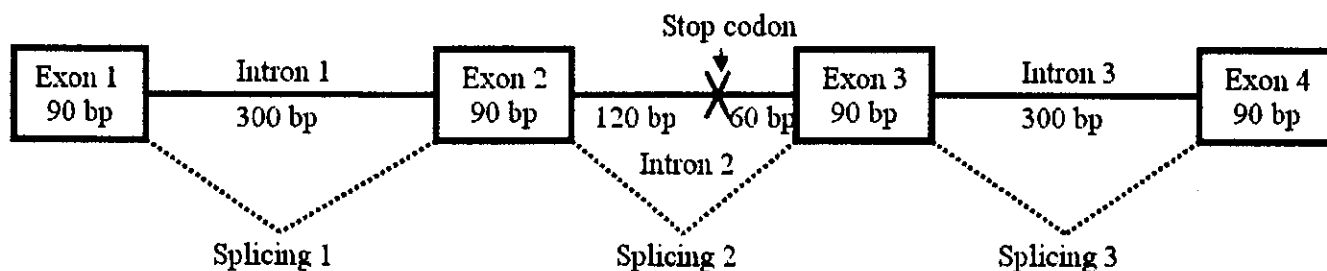 Stop codon
Exon 1 Intron 1 Exon 2 Exon 3 Intron 3 Exon 4
90 bp 300 bp 90 bp 120 bp 60 bp 90 bp 300 bp 90 bp
Intron 2
Splicing 1 Splicing 2 Splicing 3